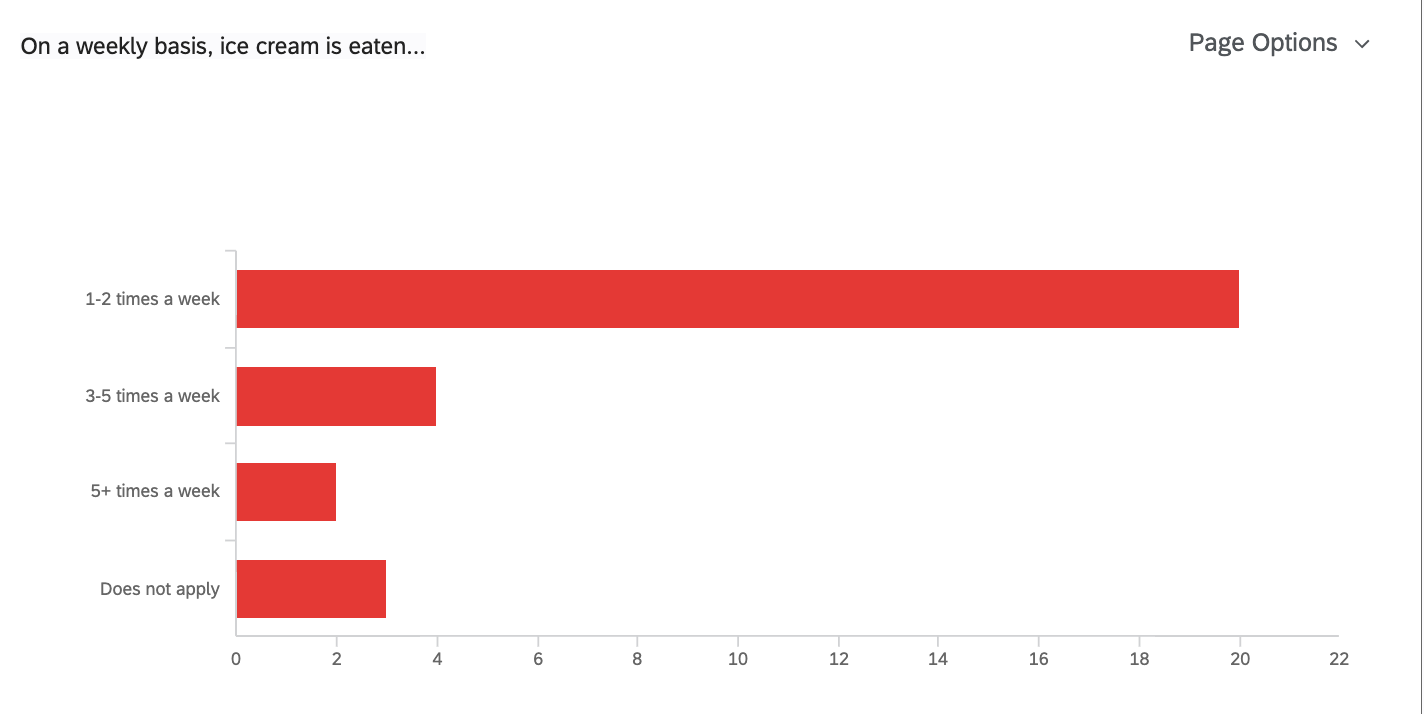 On a weekly basis, ice cream is eaten...
Page Options
1-2 times a week
3-5 times a week
5+ times a week
Does not apply
0 2 4 6 8 10 12 14 16 18 20 22